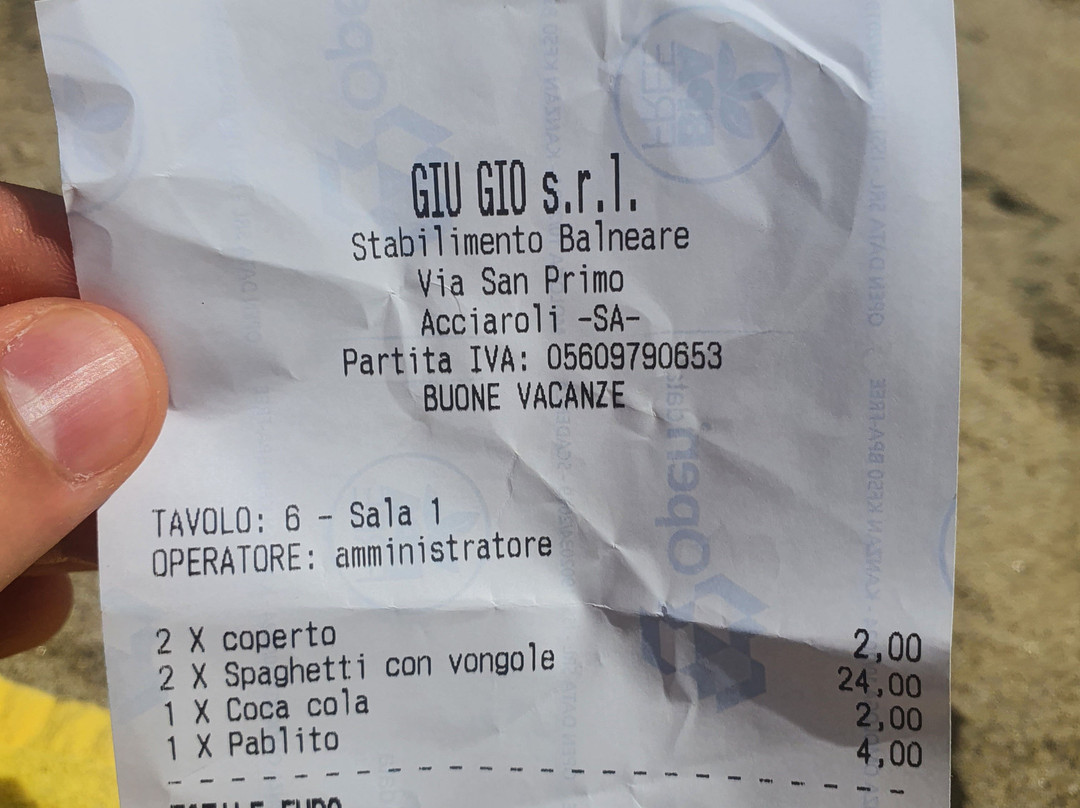 GIU GIO s.r.l.
Stabilimento Balneare
Via San Primo
Acciaroli -SA-
Partita IVA: 05609790653
BUONE VACANZE
TAVOLO: 6 - Sala 1
OPERATORE: amministratore
2 X coperto 2,00
2 X Spaghetti con vongole 24,00
1 X Coca cola 2,00
1 X Pablito 4,00
TOTALE EURO